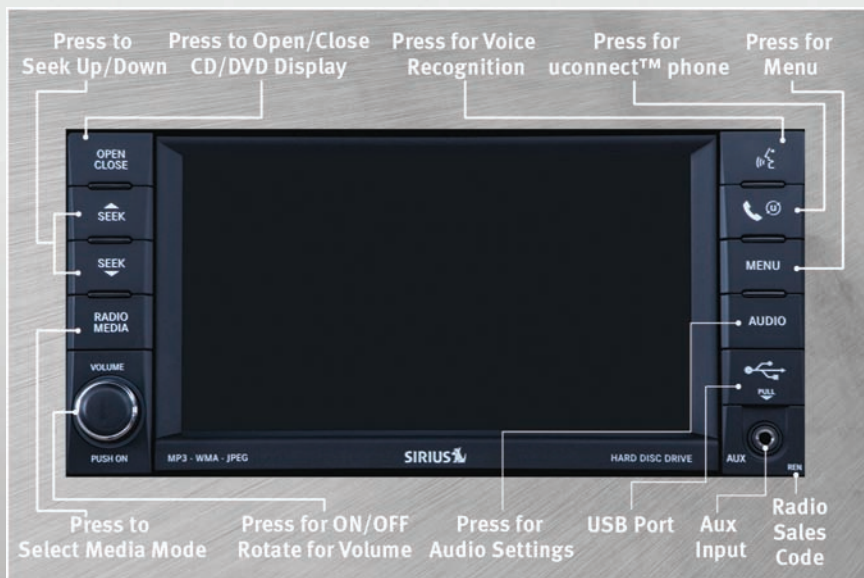 Press to
Seek Up/Down
Press to Open/Close
CD/DVD Display
Press for Voice
Recognition
Press for
uconnect™ phone
Press for
Menu
OPEN
CLOSE
SEEK
SEEK
RADIO
MEDIA
VOLUME
PUSH ON
MP3 - WMA - JPEG
SIRIUS
HARD DISC DRIVE
MENU
AUDIO
PULL
AUX
REN
Press to
Select Media Mode
Press for ON/OFF
Rotate for Volume
Press for
Audio Settings
USB Port
Aux
Input
Radio
Sales
Code